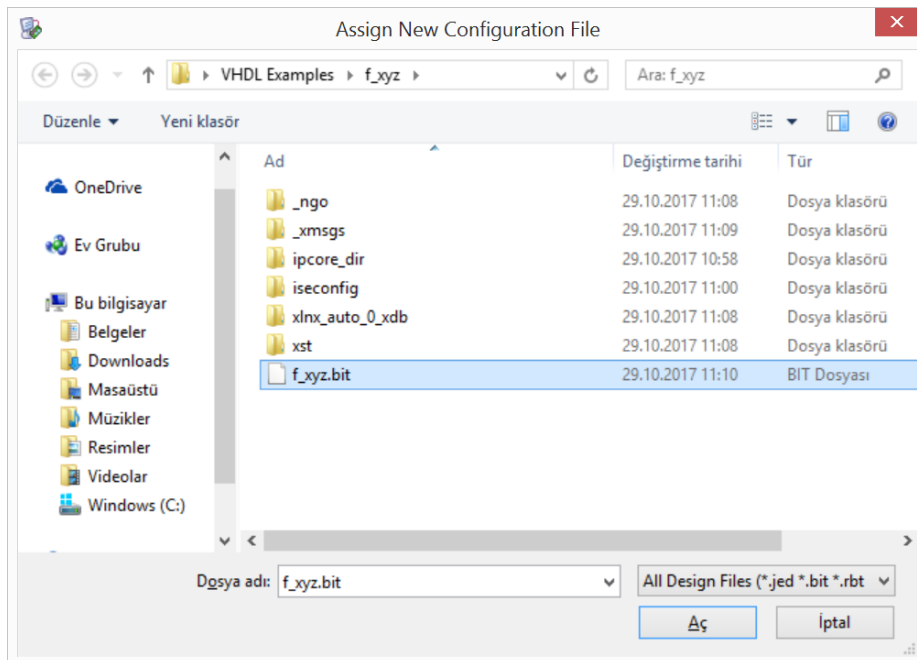 Assign New Configuration File
VHDL Examples f_xyz
Ara: f_xyz
Düzenle Yeni klasör
Ad Değiştirme tarihi Tür
OneDrive
Ev Grubu
Bu bilgisayar
Belgeler
Downloads
Masaüstü
Müzikler
Resimler
Videolar
Windows (C:)
_ngo 29.10.2017 11:08 Dosya klasörü
_xmsgs 29.10.2017 11:09 Dosya klasörü
ipcore_dir 29.10.2017 10:58 Dosya klasörü
iseconfig 29.10.2017 11:00 Dosya klasörü
xlnx_auto_0_xdb 29.10.2017 11:08 Dosya klasörü
xst 29.10.2017 11:08 Dosya klasörü
f_xyz.bit 29.10.2017 11:10 BIT Dosyası
Dosya adı: f_xyz.bit All Design Files (*.jed *.bit *.rbt
Aç İptal